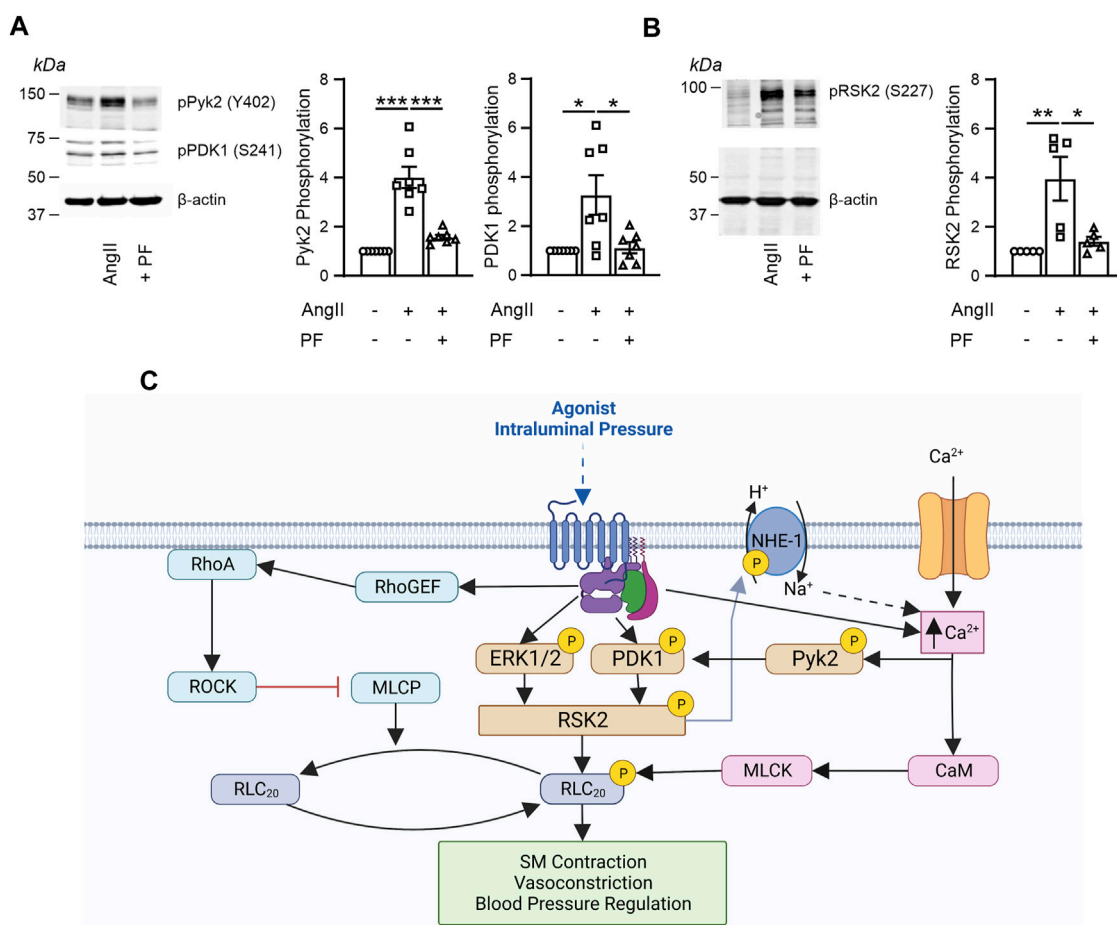 A
kDa
150
75
50
37
pPyk2 (Y402)
pPDK1 (S241)
β-actin
AngII
+ PF
Pyk2 Phosphorylation
8
6
4
2
0
*** ***
AngII - + +
PF - - +
PDK1 phosphorylation
8
6
4
2
0
* *
- + +
- - +
B
kDa
100
50
37
pRSK2 (S227)
β-actin
AngII
+ PF
RSK2 Phosphorylation
8
6
4
2
0
** *
AngII - + +
PF - - +
C
Agonist
Intraluminal Pressure
Ca²⁺
H⁺
NHE-1
P
Na⁺
RhoA
RhoGEF
Ca²⁺
ERK1/2
P
PDK1
P
Pyk2
P
ROCK
MLCP
RSK2
P
RLC₂₀
RLC₂₀
P
MLCK
CaM
SM Contraction
Vasoconstriction
Blood Pressure Regulation